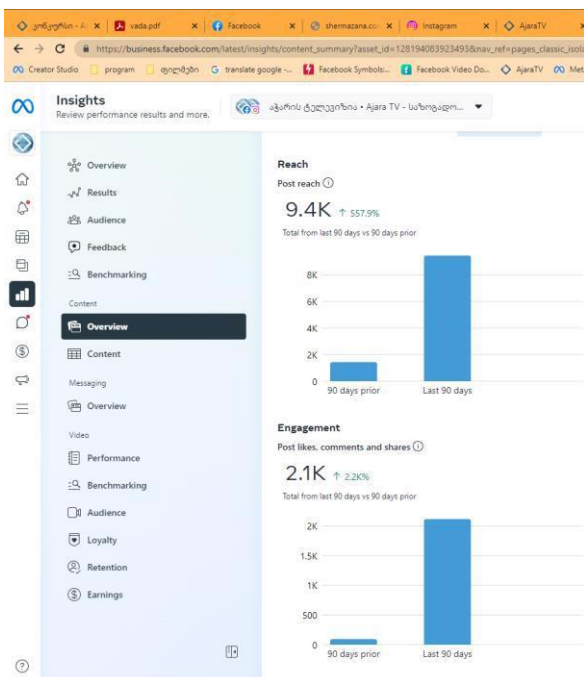 vada.pdf
Facebook
shermazara.co
Instagram
AjaraTV
https://business.facebook.com/latest/insights/content_summary?asset_id=128194083923493&nav_ref=pages_classic_isola
Creator Studio
program
ფოლქლორი
translate google -...
Facebook Symbols:...
Facebook Video Do...
AjaraTV
Met
Insights
Review performance results and more.
აჭარის ტელევიზია • Ajara TV - საზოგადო...
Overview
Results
Audience
Feedback
Benchmarking
Content
Overview
Content
Messaging
Overview
Video
Performance
Benchmarking
Audience
Loyalty
Retention
Earnings
Reach
Post reach
9.4K ↑ 557.9%
Total from last 90 days vs 90 days prior
8K
6K
4K
2K
0
90 days prior Last 90 days
Engagement
Post likes, comments and shares
2.1K ↑ 2.2K%
Total from last 90 days vs 90 days prior
2K
1.5K
1K
500
0
90 days prior Last 90 days